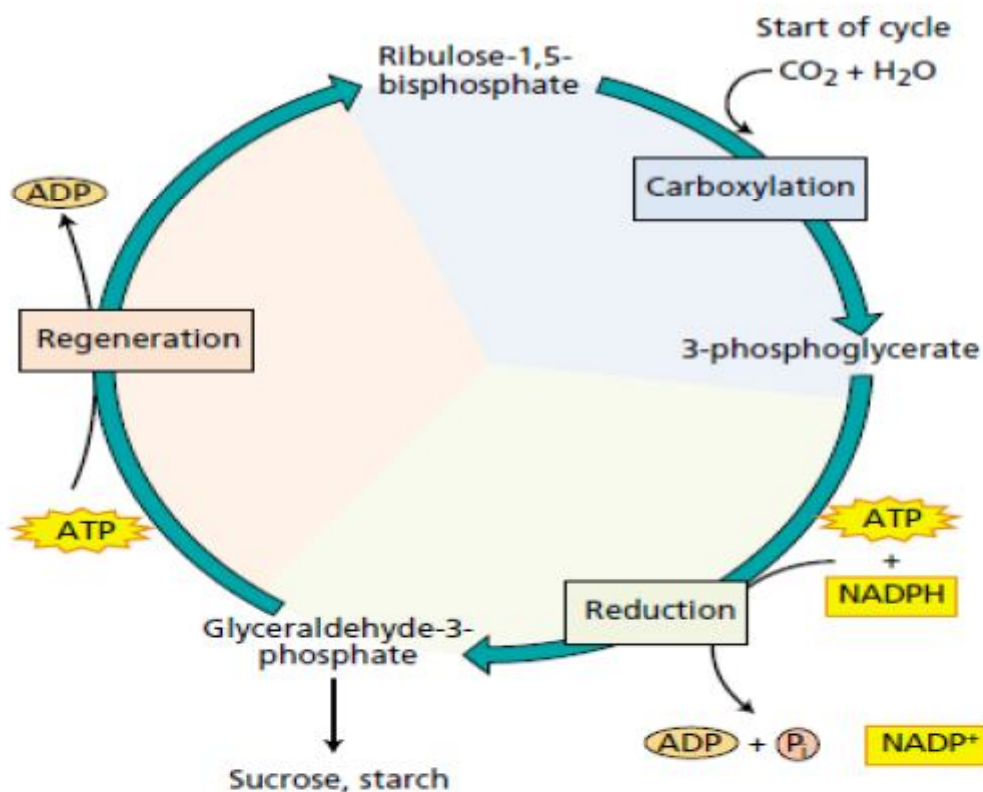 Start of cycle
CO₂ + H₂O
Ribulose-1,5-
bisphosphate
Carboxylation
3-phosphoglycerate
ATP
+
NADPH
Reduction
ADP + Pi
NADP⁺
Glyceraldehyde-3-
phosphate
Sucrose, starch
ATP
Regeneration
ADP